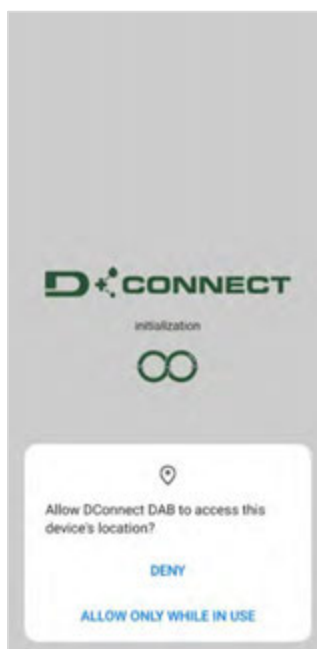 D CONNECT
initialization
Allow DConnect DAB to access this
device's location?
DENY
ALLOW ONLY WHILE IN USE